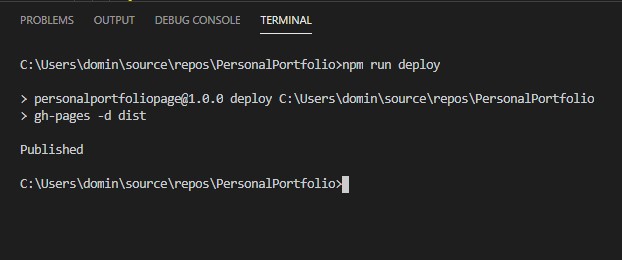 PROBLEMS OUTPUT DEBUG CONSOLE TERMINAL
C:\Users\domin\source\repos\PersonalPortfolio>npm run deploy
> personalportfoliopage@1.0.0 deploy C:\Users\domin\source\repos\PersonalPortfolio
> gh-pages -d dist
Published
C:\Users\domin\source\repos\PersonalPortfolio>